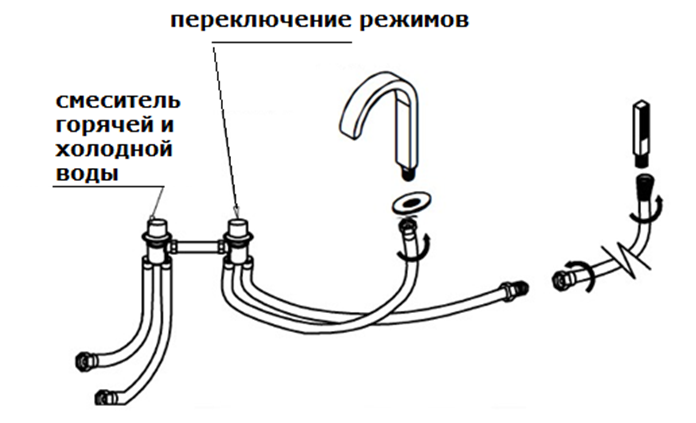 переключение режимов
смеситель
горячей и
холодной
воды